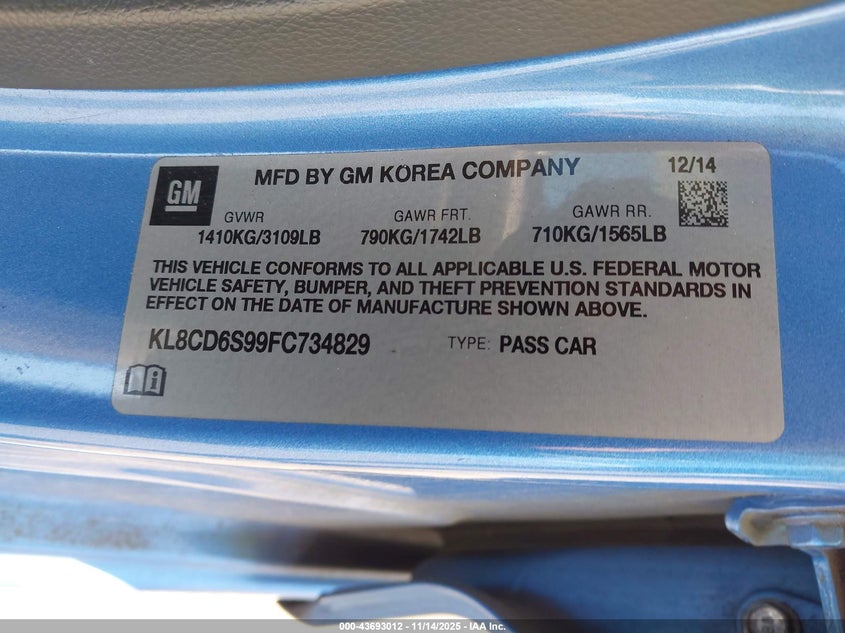 GM
MFD BY GM KOREA COMPANY
12/14
GVWR
GAWR FRT.
GAWR RR.
1410KG/3109LB
790KG/1742LB
710KG/1565LB
THIS VEHICLE CONFORMS TO ALL APPLICABLE U.S. FEDERAL MOTOR
VEHICLE SAFETY, BUMPER, AND THEFT PREVENTION STANDARDS IN
EFFECT ON THE DATE OF MANUFACTURE SHOWN ABOVE.
KL8CD6S99FC734829
TYPE: PASS CAR
000-43693012 - 11/14/2025 - IAA Inc.